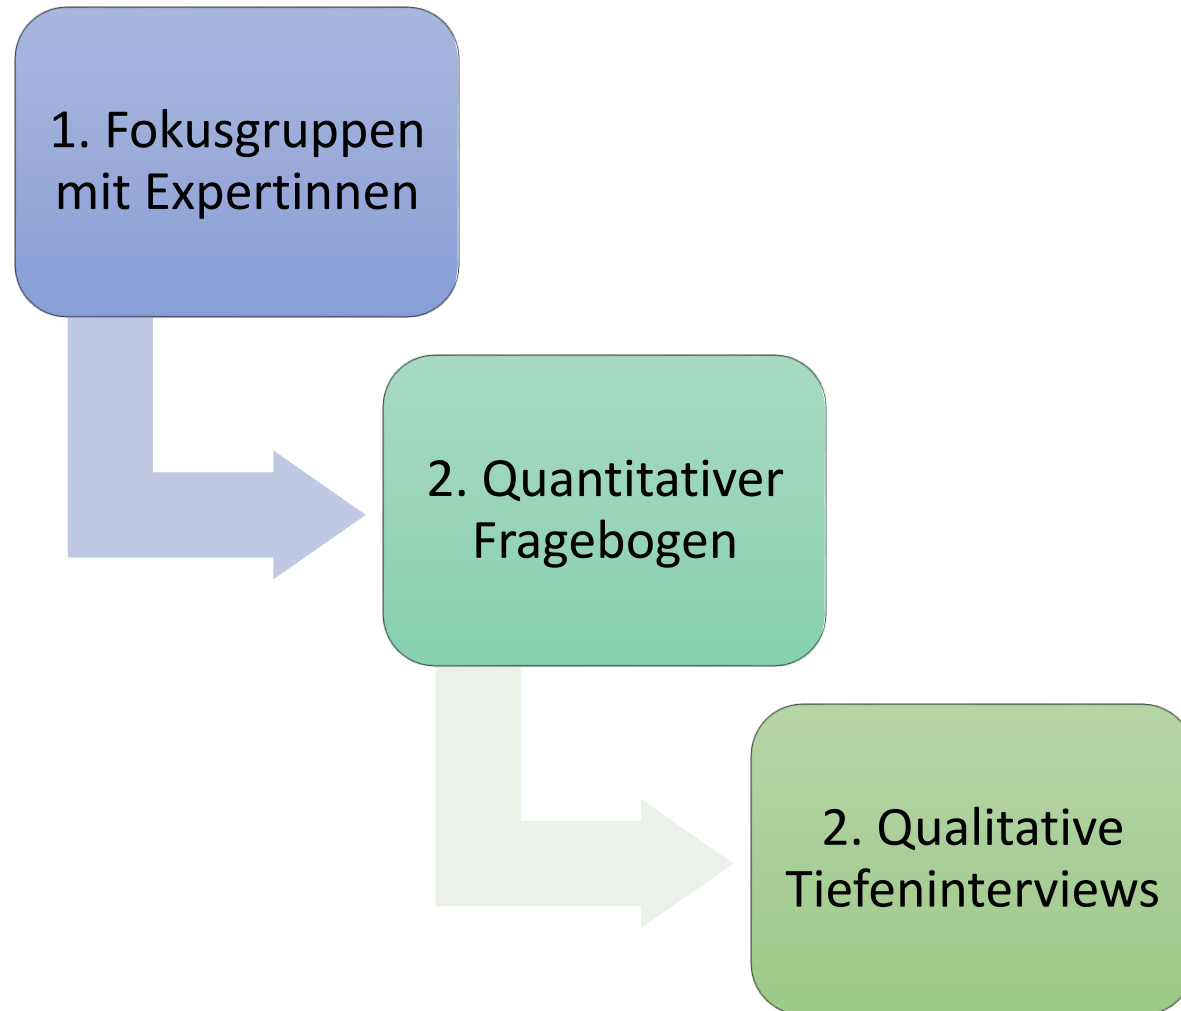 1. Fokusgruppen
mit Expertinnen
2. Quantitativer
Fragebogen
2. Qualitative
Tiefeninterviews